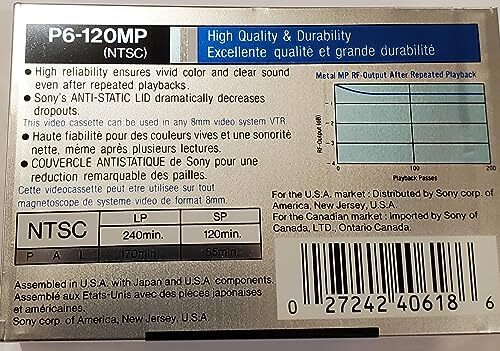 P6-120MP
(NTSC)
High Quality & Durability
Excellente qualité et grande durabilité
• High reliability ensures vivid color and clear sound
even after repeated playbacks.
• Sony's ANTI-STATIC LID dramatically decreases
dropouts.
This video cassette can be used in any 8mm video system VTR
• Haute fiabilité pour des couleurs vives et une sonorité
nette, même après plusieurs lectures.
• COUVERCLE ANTISTATIQUE de Sony pour une
reduction remarquable des pailles.
Cette videocassette peut etre utilisée sur tout
magnetoscope de systeme video de format 8mm.
Metal MP RF-Output After Repeated Playback
RF-Output (dB)
0
100
200
Playback Passes
For the U.S.A. market : Distributed by Sony corp. of
America, New Jersey, U.S.A.
For the Canadian market : imported by Sony of
Canada, LTD., Ontario Canada.
NTSC LP SP
240min. 120min.
PAL 170min. 85min.
Assembled in U.S.A. with Japan and U.S.A. components.
Assemblé aux Etats-Unis avec des pièces japonaises
et américaines.
Sony corp. of America, New Jersey, U.S.A.
0 27242 40618 6